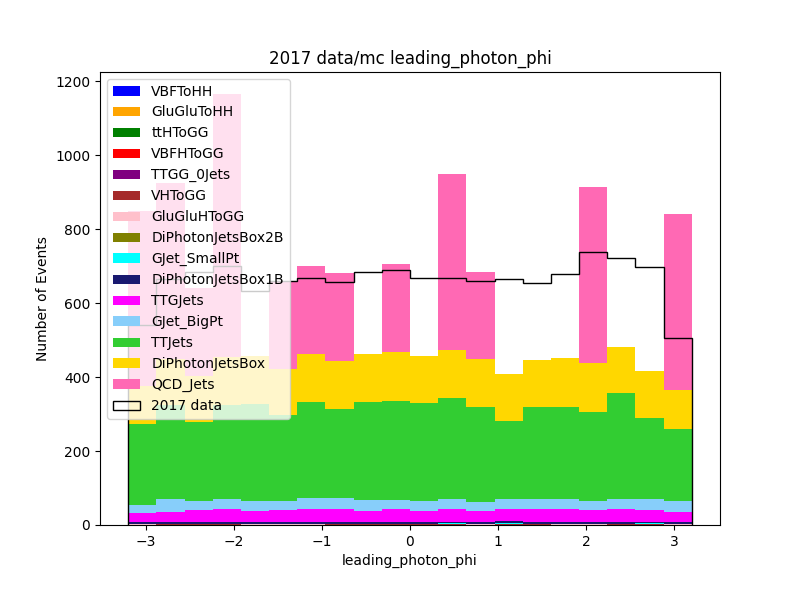 2017 data/mc leading_photon_phi
Number of Events
1200
1000
800
600
400
200
0
VBFToHH
GluGluToHH
ttHToGG
VBFHToGG
TTGG_0Jets
VHToGG
GluGluHToGG
DiPhotonJetsBox2B
GJet_SmallPt
DiPhotonJetsBox1B
TTGJets
GJet_BigPt
TTJets
DiPhotonJetsBox
QCD_Jets
2017 data
−3 −2 −1 0 1 2 3
leading_photon_phi